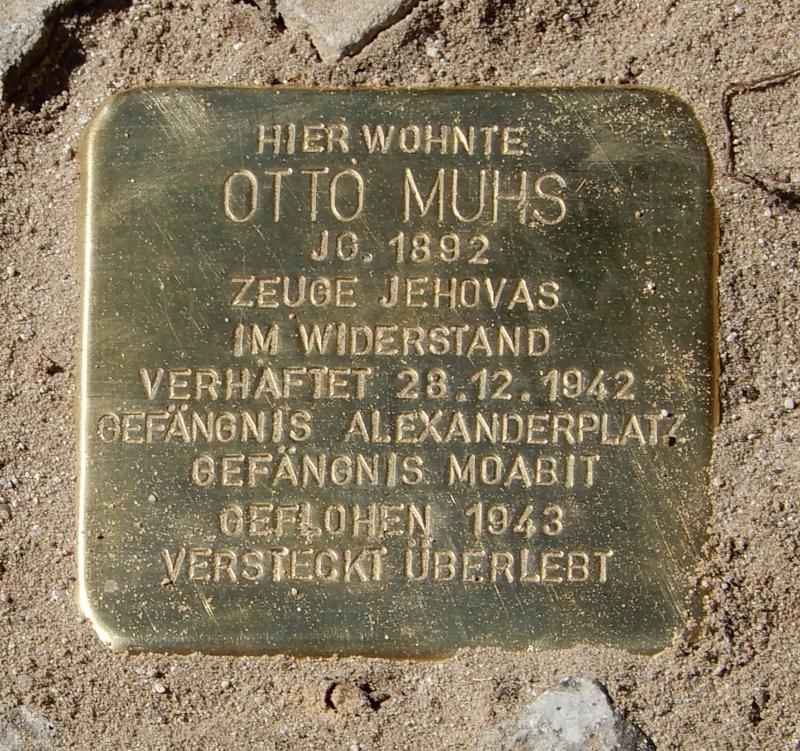 HIER WOHNTE
OTTO MUHS
JG. 1892
ZEUGE JEHOVAS
IM WIDERSTAND
VERHAFTET 28.12.1942
GEFÄNGNIS ALEXANDERPLATZ
GEFÄNGNIS MOABIT
GEFLOHEN 1943
VERSTECKT ÜBERLEBT